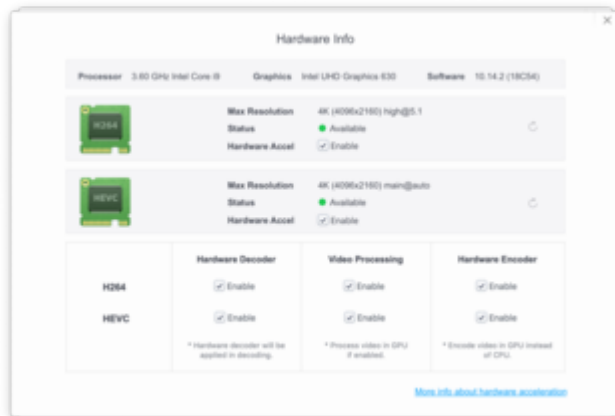 Hardware Info
Processor 3.60 GHz Intel Core i9 Graphics Intel UHD Graphics 630 Software 10.14.2 (18C54)
H264
Max Resolution 4K (4096x2160) high@5.1
Status Available
Hardware Accel Enable
HEVC
Max Resolution 4K (4096x2160) main@auto
Status Available
Hardware Accel Enable
Hardware Decoder Video Processing Hardware Encoder
H264 Enable Enable Enable
HEVC Enable Enable Enable
* Hardware decoder will be * Process video in GPU * Encode video in GPU instead
applied in decoding. if enabled. of CPU.
More info about hardware acceleration